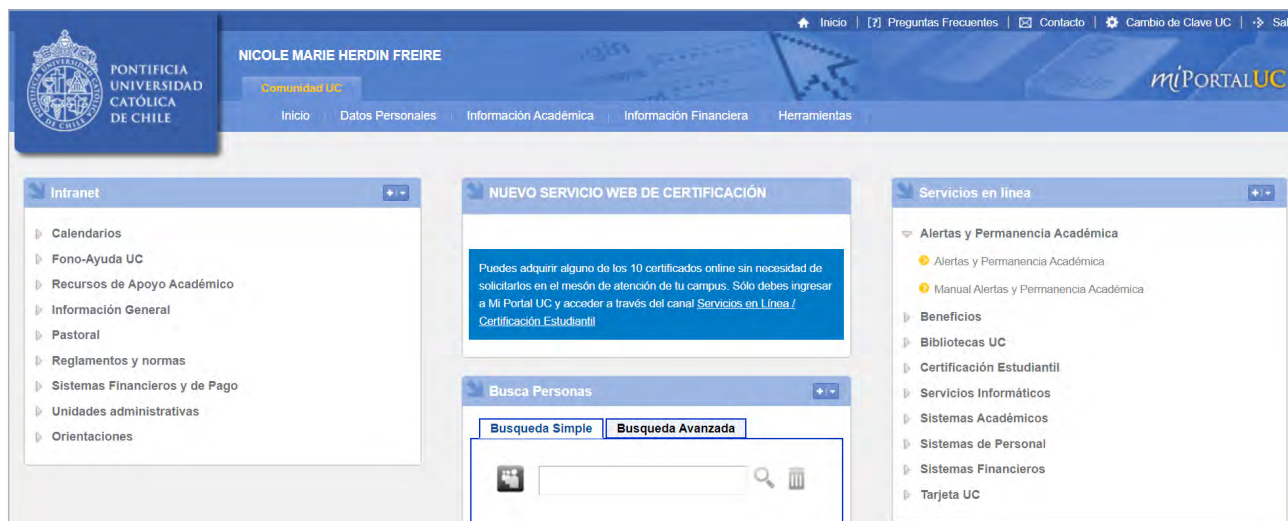 Inicio | [?] Preguntas Frecuentes | Contacto | Cambio de Clave UC | Sal
PONTIFICIA
UNIVERSIDAD
CATÓLICA
DE CHILE
NICOLE MARIE HERDIN FREIRE
Comunidad UC
míPORTALUC
Inicio | Datos Personales | Información Académica | Información Financiera | Herramientas
Intranet
Calendarios
Fono-Ayuda UC
Recursos de Apoyo Académico
Información General
Pastoral
Reglamentos y normas
Sistemas Financieros y de Pago
Unidades administrativas
Orientaciones
NUEVO SERVICIO WEB DE CERTIFICACIÓN
Puedes adquirir alguno de los 10 certificados online sin necesidad de
solicitarlos en el mesón de atención de tu campus. Sólo debes ingresar
a Mi Portal UC y acceder a través del canal Servicios en Línea /
Certificación Estudiantil
Busca Personas
Busqueda Simple Busqueda Avanzada
Servicios en línea
Alertas y Permanencia Académica
Alertas y Permanencia Académica
Manual Alertas y Permanencia Académica
Beneficios
Bibliotecas UC
Certificación Estudiantil
Servicios Informáticos
Sistemas Académicos
Sistemas de Personal
Sistemas Financieros
Tarjeta UC